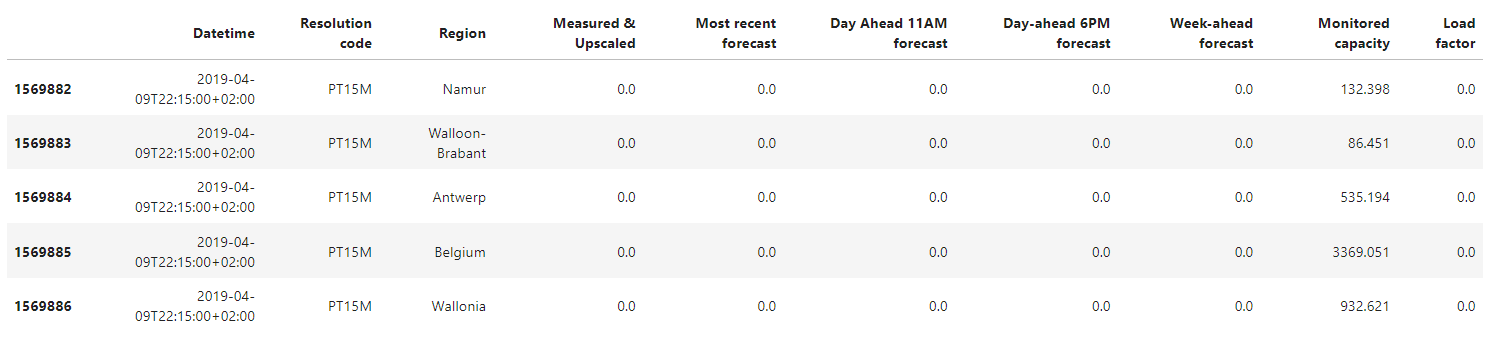 Datetime Resolution code Region Measured & Upscaled Most recent forecast Day Ahead 11AM forecast Day-ahead 6PM forecast Week-ahead forecast Monitored capacity Load factor
1569882 2019-04-09T22:15:00+02:00 PT15M Namur 0.0 0.0 0.0 0.0 0.0 132.398 0.0
1569883 2019-04-09T22:15:00+02:00 PT15M Walloon-Brabant 0.0 0.0 0.0 0.0 0.0 86.451 0.0
1569884 2019-04-09T22:15:00+02:00 PT15M Antwerp 0.0 0.0 0.0 0.0 0.0 535.194 0.0
1569885 2019-04-09T22:15:00+02:00 PT15M Belgium 0.0 0.0 0.0 0.0 0.0 3369.051 0.0
1569886 2019-04-09T22:15:00+02:00 PT15M Wallonia 0.0 0.0 0.0 0.0 0.0 932.621 0.0